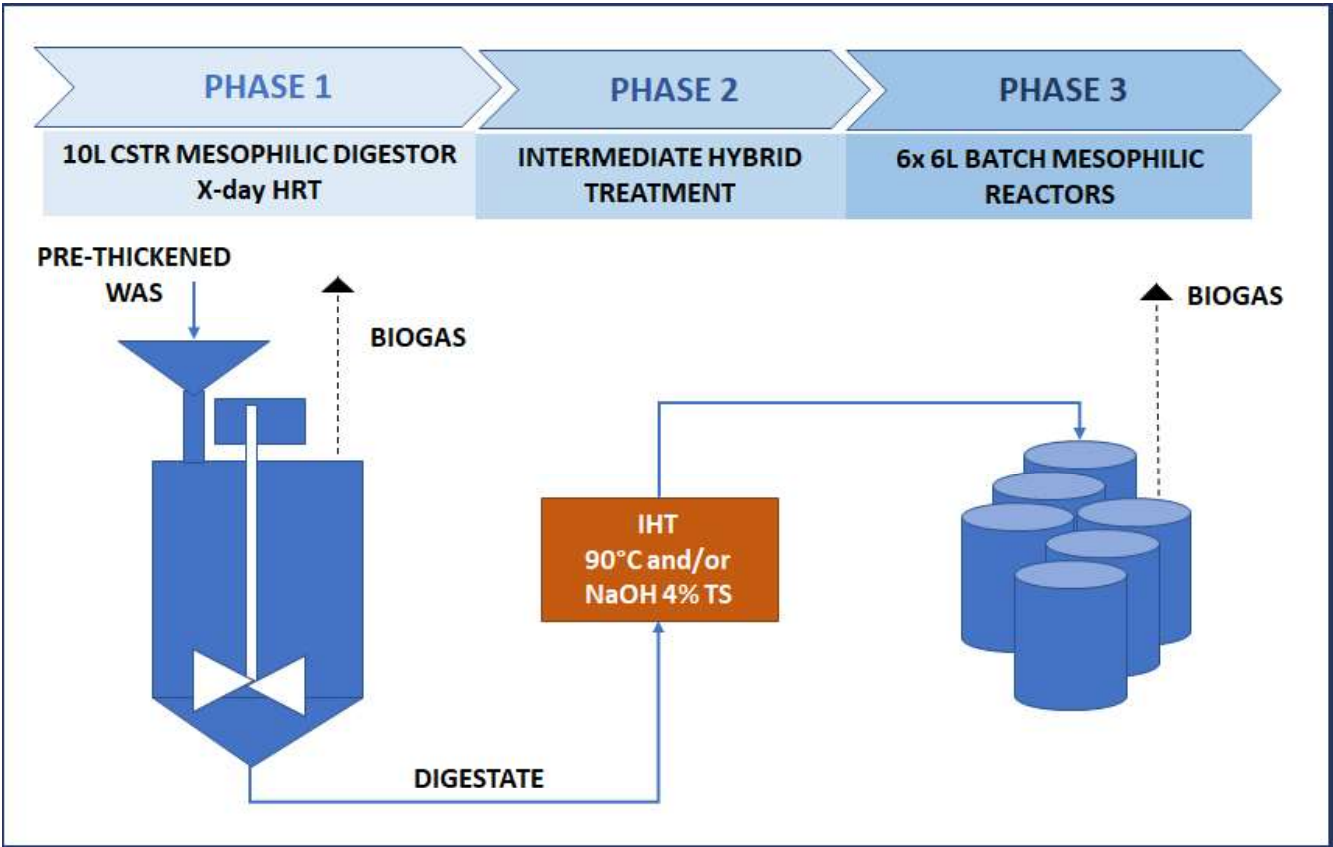 PHASE 1
PHASE 2
PHASE 3
10L CSTR MESOPHILIC DIGESTOR
X-day HRT
INTERMEDIATE HYBRID
TREATMENT
6x 6L BATCH MESOPHILIC
REACTORS
PRE-THICKENED
WAS
BIOGAS
BIOGAS
IHT
90°C and/or
NaOH 4% TS
DIGESTATE